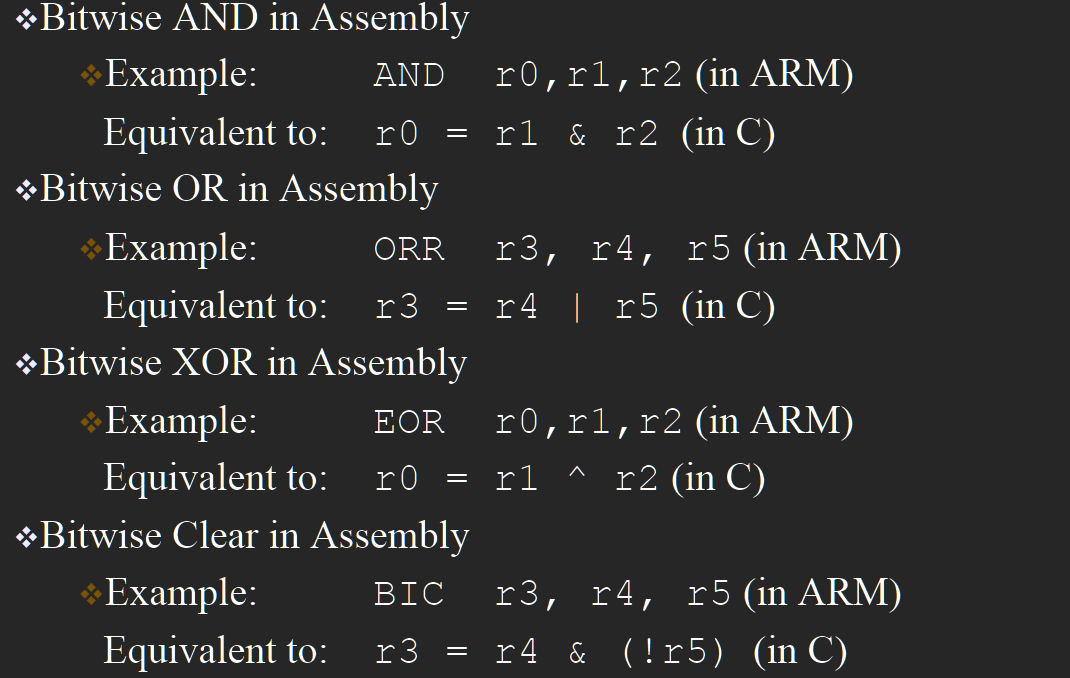 ❖Bitwise AND in Assembly
❖Example: AND r0,r1,r2 (in ARM)
Equivalent to: r0 = r1 & r2 (in C)
❖Bitwise OR in Assembly
❖Example: ORR r3, r4, r5 (in ARM)
Equivalent to: r3 = r4 | r5 (in C)
❖Bitwise XOR in Assembly
❖Example: EOR r0,r1,r2 (in ARM)
Equivalent to: r0 = r1 ^ r2 (in C)
❖Bitwise Clear in Assembly
❖Example: BIC r3, r4, r5 (in ARM)
Equivalent to: r3 = r4 & (!r5) (in C)